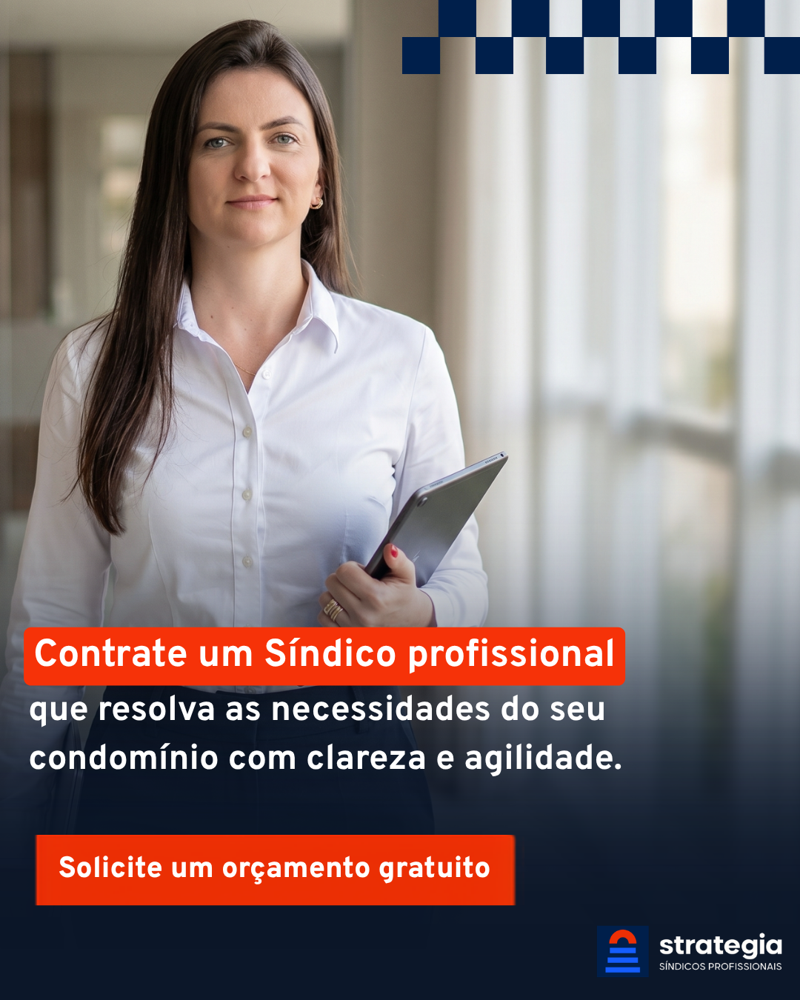 Contrate um Síndico profissional
que resolva as necessidades do seu
condomínio com clareza e agilidade.
Solicite um orçamento gratuito
strategia
SÍNDICOS PROFISSIONAIS